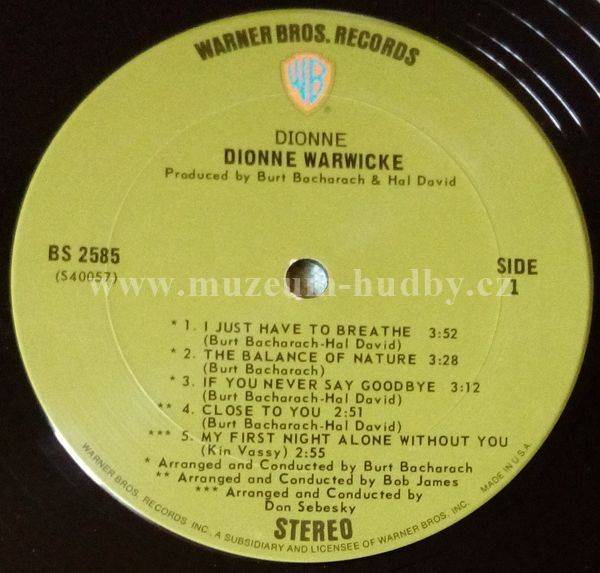 WARNER BROS. RECORDS
WB
DIONNE
DIONNE WARWICKE
Produced by Burt Bacharach & Hal David
BS 2585
(S40057)
SIDE
1
www.muzeum-hudby.cz
* 1. I JUST HAVE TO BREATHE 3:52
(Burt Bacharach-Hal David)
* 2. THE BALANCE OF NATURE 3:28
(Burt Bacharach)
* 3. IF YOU NEVER SAY GOODBYE 3:12
(Burt Bacharach-Hal David)
** 4. CLOSE TO YOU 2:51
(Burt Bacharach-Hal David)
*** 5. MY FIRST NIGHT ALONE WITHOUT YOU
(Kin Vassy) 2:55
* Arranged and Conducted by Burt Bacharach
** Arranged and Conducted by Bob James
*** Arranged and Conducted by
Don Sebesky
STEREO
WARNER BROS. RECORDS INC. A SUBSIDIARY AND LICENSEE OF WARNER BROS. INC. MADE IN U.S.A.